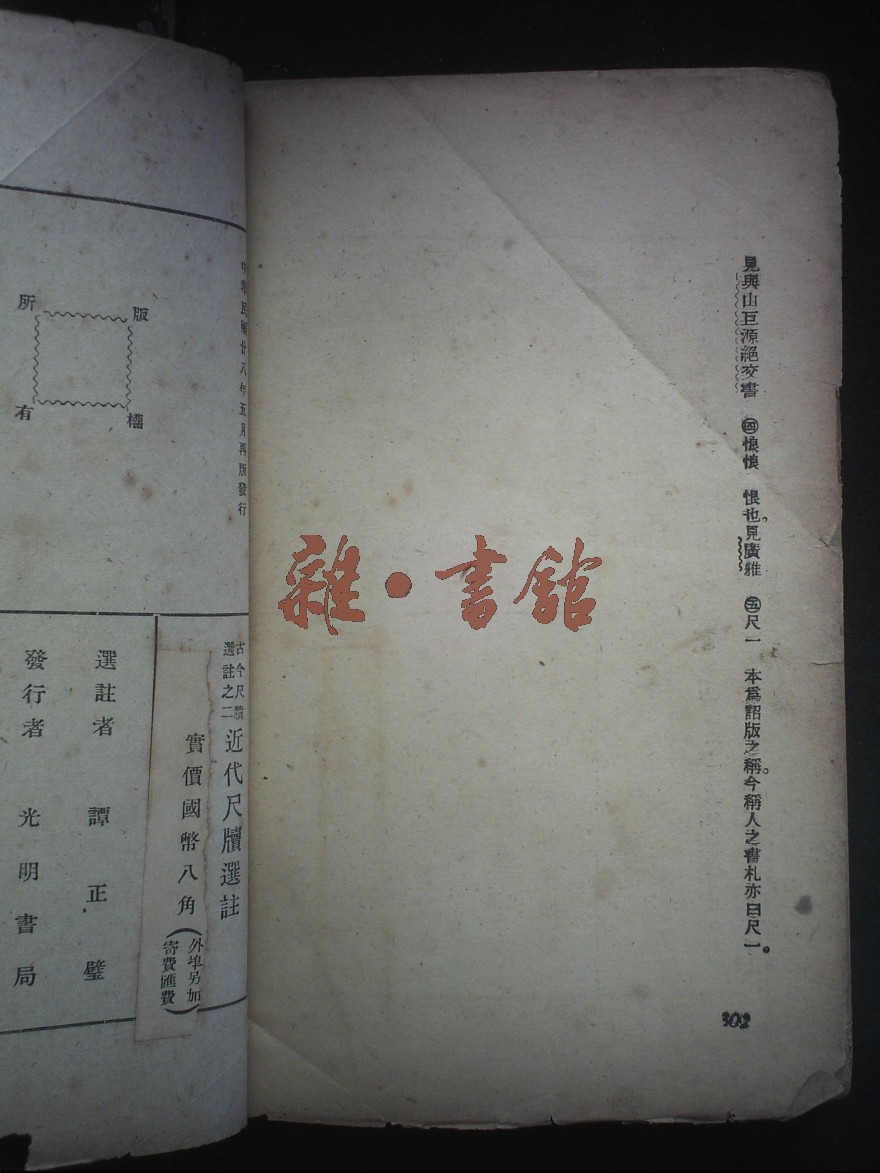 見與山巨源絕交書　㊃悢悢　恨也。見廣雅　㊄尺一　本爲詔版之稱。今稱人之書札亦曰尺一。
302
雜·書舘
中華民國廿八年五月再版發行
版權所有
古今尺牘
選註之二
近代尺牘選註
實價國幣八角
(外埠另加
寄費匯費)
選註者　譚正璧
發行者　光明書局